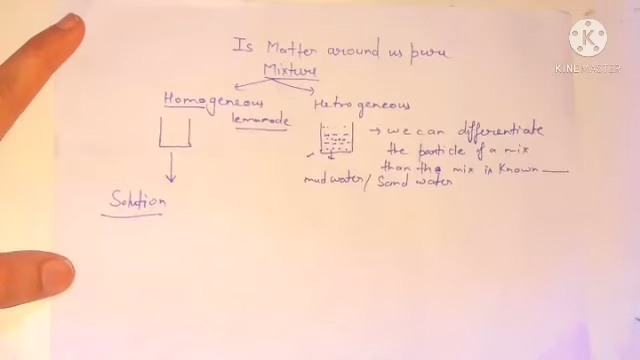 Is Matter around us pure
Mixture
Homogeneous
Hetrogeneous
lemonade
→ we can differentiate
the particle of a mix
than the mix is known ____
mud water / Sand water
Solution
KINEMASTER